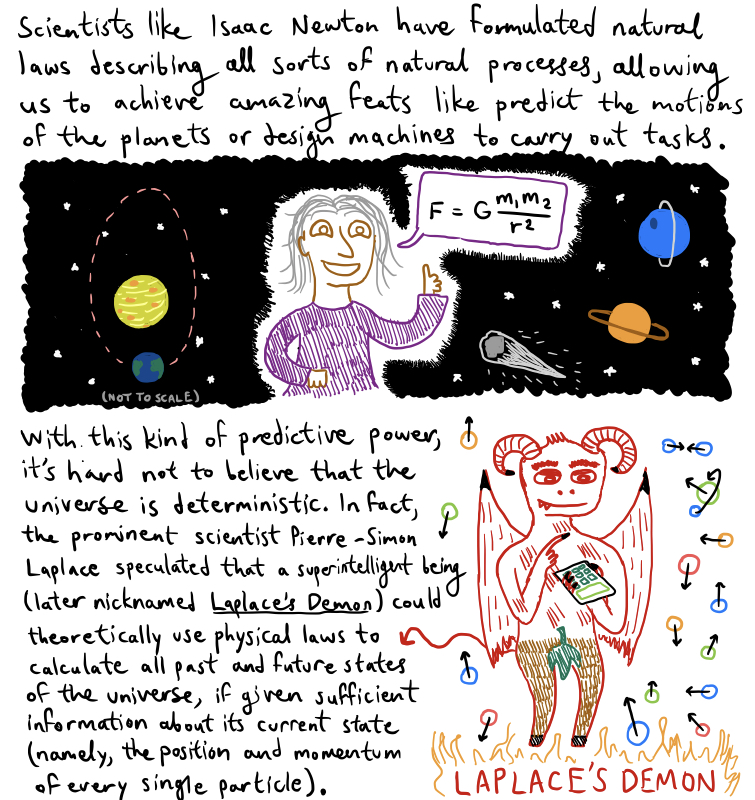 Scientists like Isaac Newton have formulated natural
laws describing all sorts of natural processes, allowing
us to achieve amazing feats like predict the motions
of the planets or design machines to carry out tasks.
F = G m₁m₂/r²
(NOT TO SCALE)
With this kind of predictive power,
it's hard not to believe that the
universe is deterministic. In fact,
the prominent scientist Pierre-Simon
Laplace speculated that a superintelligent being
(later nicknamed Laplace's Demon) could
theoretically use physical laws to
calculate all past and future states
of the universe, if given sufficient
information about its current state
(namely, the position and momentum
of every single particle).
LAPLACE'S DEMON